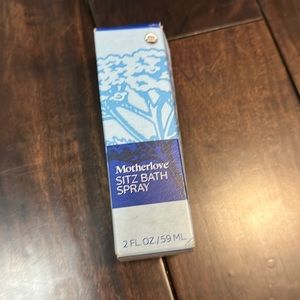 Motherlove®
SITZ BATH
SPRAY
2 FL. OZ./59 ML